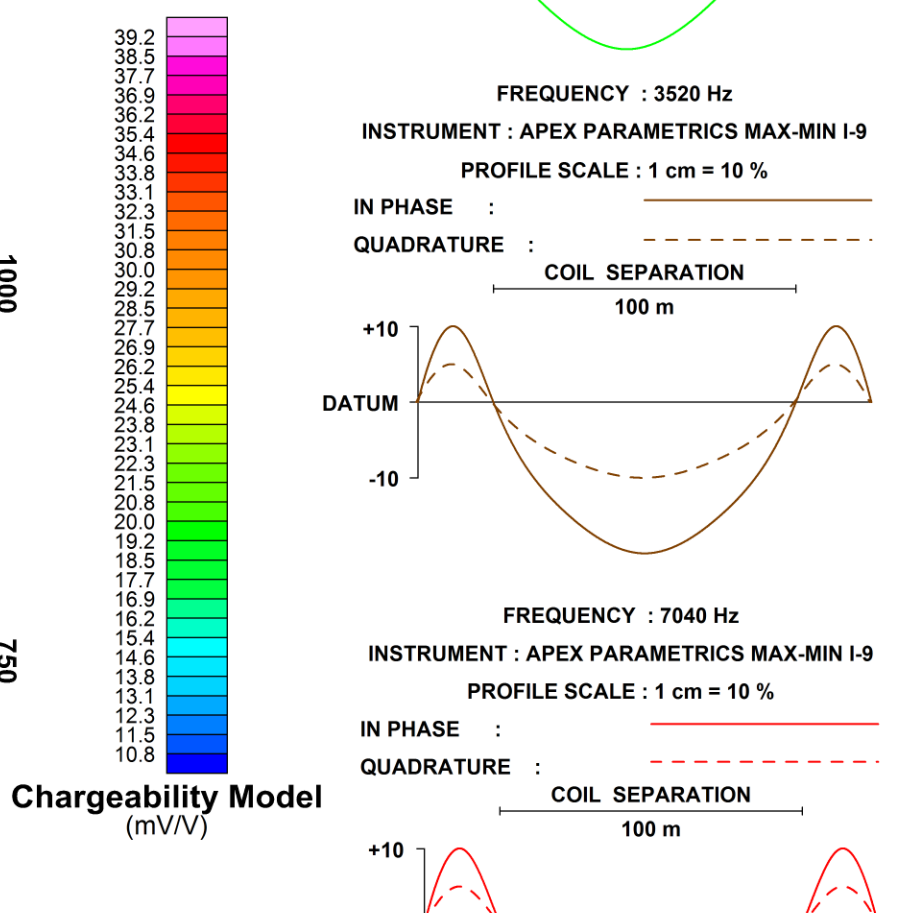 1000
750
39.2
38.5
37.7
36.9
36.2
35.4
34.6
33.8
33.1
32.3
31.5
30.8
30.0
29.2
28.5
27.7
26.9
26.2
25.4
24.6
23.8
23.1
22.3
21.5
20.8
20.0
19.2
18.5
17.7
16.9
16.2
15.4
14.6
13.8
13.1
12.3
11.5
10.8
Chargeability Model
(mV/V)
FREQUENCY : 3520 Hz
INSTRUMENT : APEX PARAMETRICS MAX-MIN I-9
PROFILE SCALE : 1 cm = 10 %
IN PHASE :
QUADRATURE :
COIL SEPARATION
100 m
+10
DATUM
-10
FREQUENCY : 7040 Hz
INSTRUMENT : APEX PARAMETRICS MAX-MIN I-9
PROFILE SCALE : 1 cm = 10 %
IN PHASE :
QUADRATURE :
COIL SEPARATION
100 m
+10